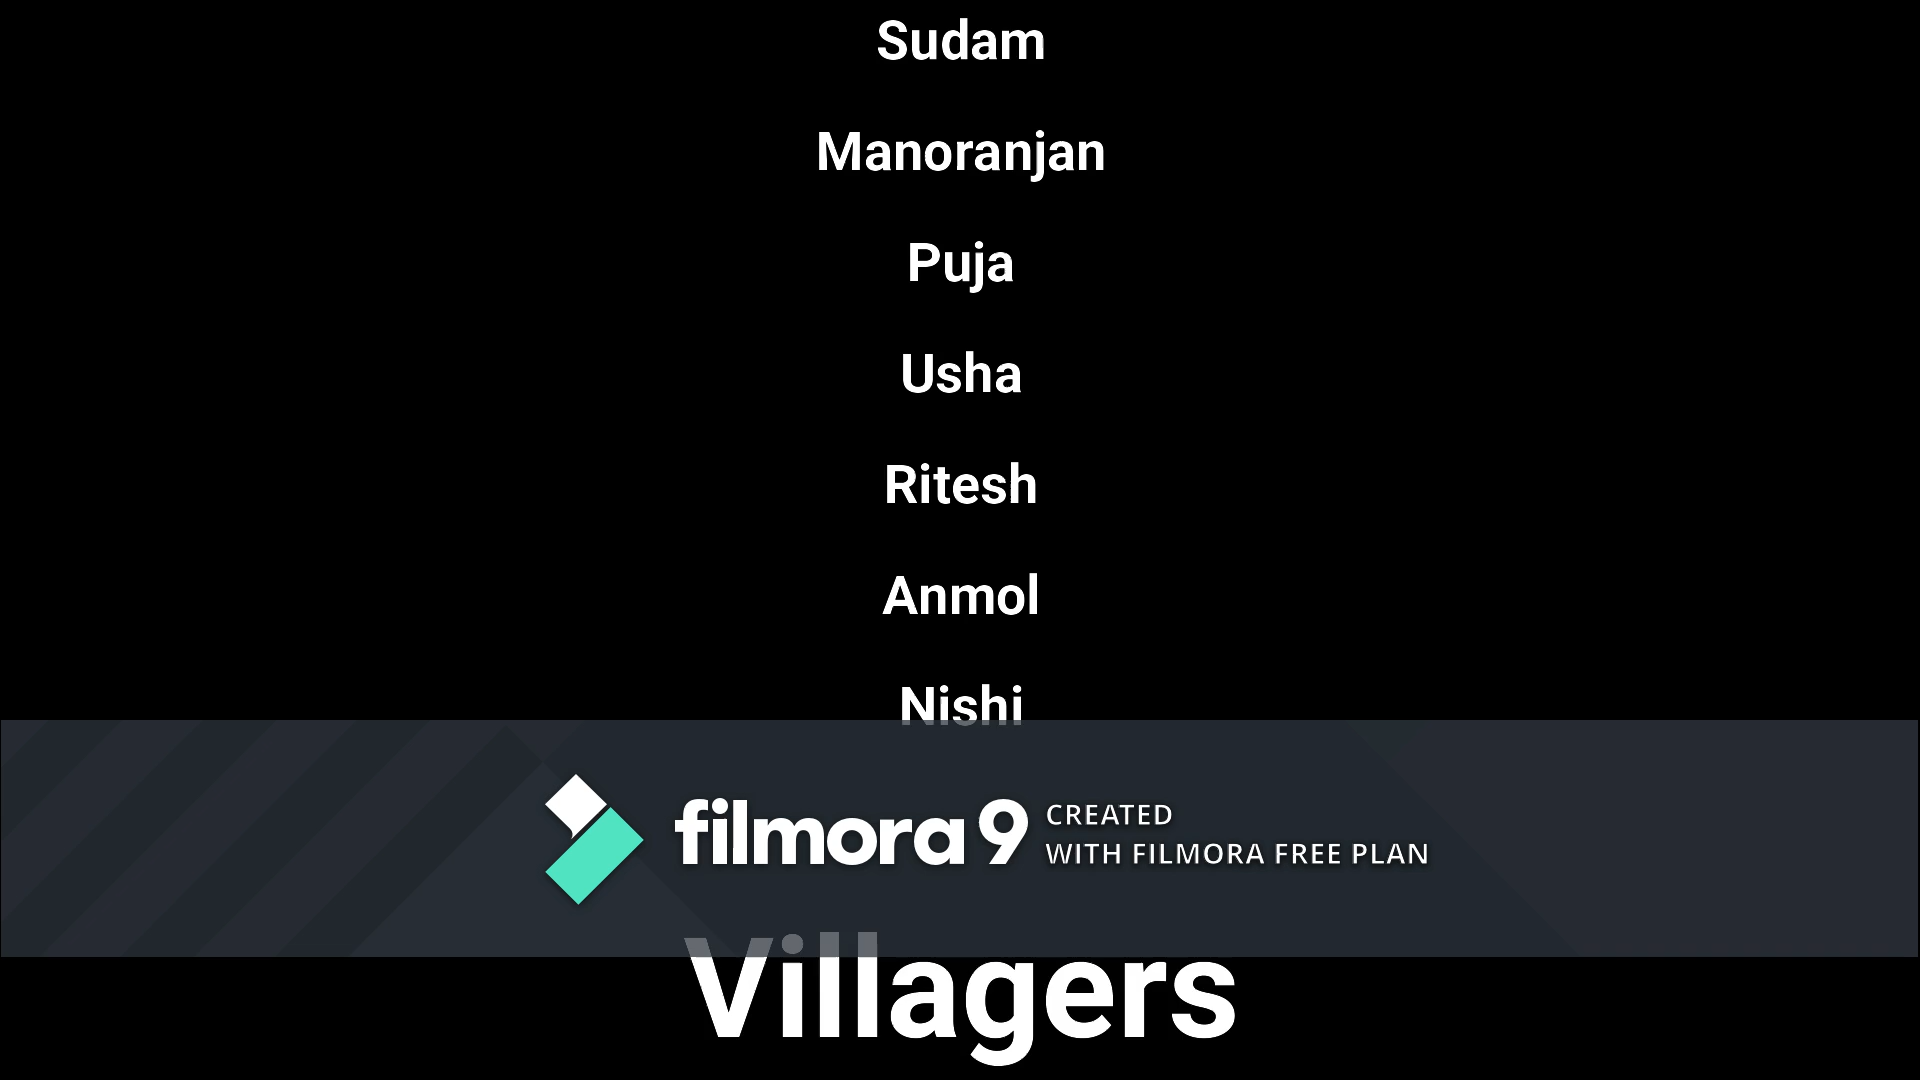 Sudam
Manoranjan
Puja
Usha
Ritesh
Anmol
Nishi
filmora9 CREATED
WITH FILMORA FREE PLAN
Villagers